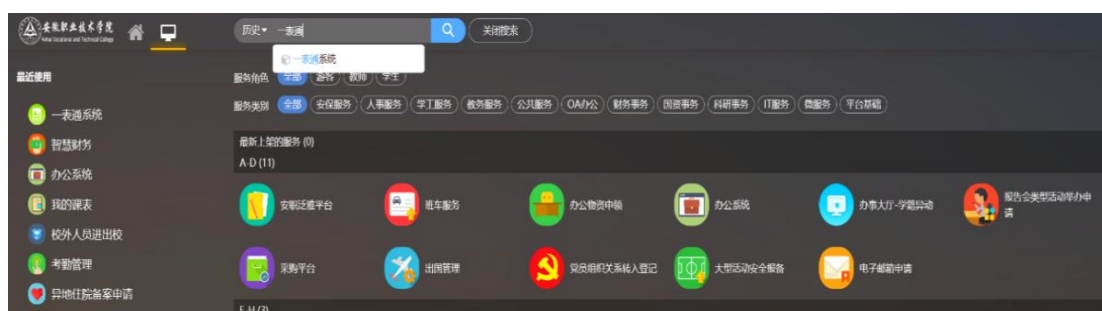 安徽职业技术学院
历史 一表通
关闭搜索
一表通系统
最近使用
服务角色 全部 游客 教师 学生
一表通系统
服务类别 全部 安保服务 人事服务 学工服务 教务服务 公共服务 OA办公 财务事务 国资事务 科研事务 IT服务 微服务 平台基础
智慧财务
最新上架的服务 (0)
A-D (11)
办公系统
我的课表
安职泛雅平台 班车服务 办公物资申领 办公系统 办事大厅-学籍异动 报告会类型活动举办申
请
校外人员进出校
考勤管理
采购平台 出国管理 党员组织关系转入登记 大型活动安全报备 电子邮箱申请
异地住院备案申请